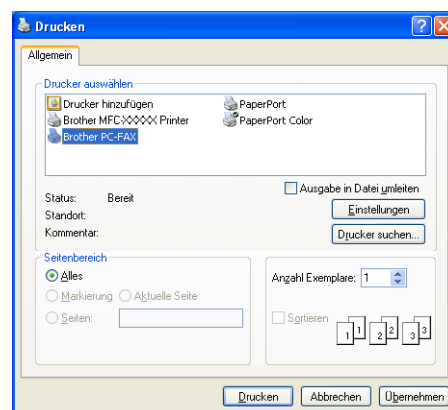 Drucken
Allgemein
Drucker auswählen
Drucker hinzufügen
PaperPort
Brother MFC-XXXXX Printer
PaperPort Color
Brother PC-FAX
Status: Bereit
Ausgabe in Datei umleiten
Standort:
Einstellungen
Kommentar:
Drucker suchen...
Seitenbereich
Alles
Anzahl Exemplare: 1
Markierung Aktuelle Seite
Seiten:
Sortieren
1 1 2 2 3 3
Drucken Abbrechen Übernehmen